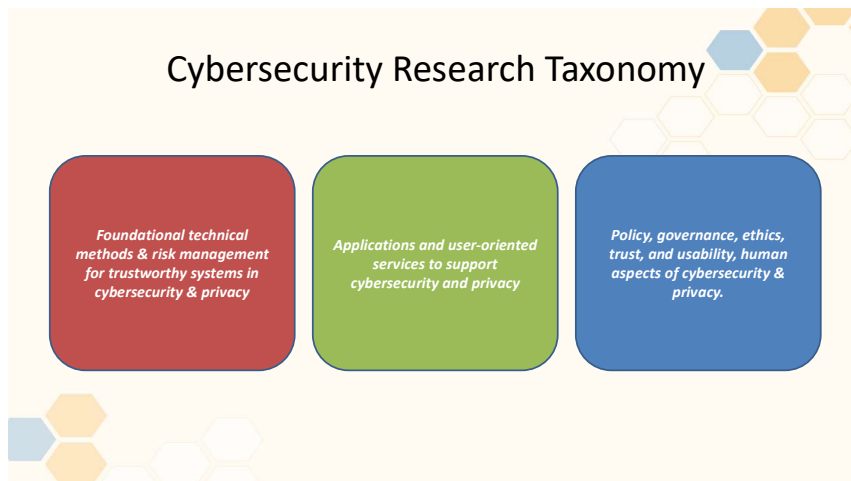 Cybersecurity Research Taxonomy
Foundational technical
methods & risk management
for trustworthy systems in
cybersecurity & privacy
Applications and user-oriented
services to support
cybersecurity and privacy
Policy, governance, ethics,
trust, and usability, human
aspects of cybersecurity &
privacy.